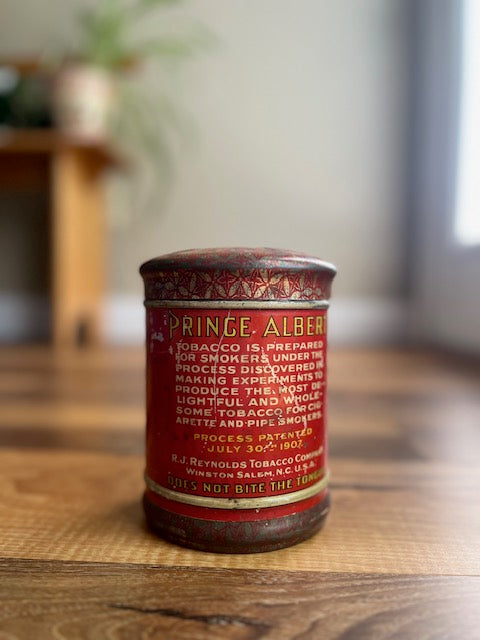 PRINCE ALBER
TOBACCO IS PREPARED
FOR SMOKERS UNDER THE
PROCESS DISCOVERED IN
MAKING EXPERIMENTS TO
PRODUCE THE MOST DE-
LIGHTFUL AND WHOLE-
SOME TOBACCO FOR CIG-
ARETTE AND PIPE SMOKERS.
PROCESS PATENTED
JULY 30TH 1907.
R.J. REYNOLDS TOBACCO COMPANY
WINSTON SALEM, N.C. U.S.A.
DOES NOT BITE THE TONGUE